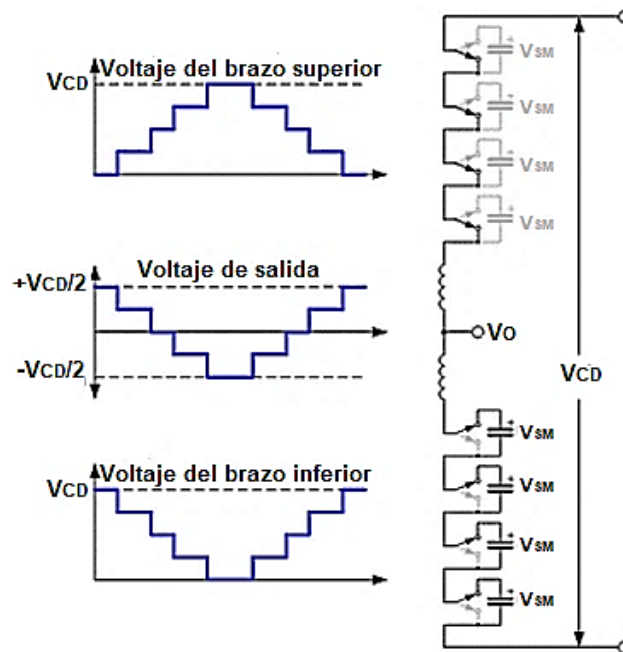 Voltaje del brazo superior
VCD
Voltaje de salida
+VCD/2
-VCD/2
Voltaje del brazo inferior
VCD
+
VSM
+
VSM
+
VSM
+
VSM
VO
VCD
+
VSM
+
VSM
+
VSM
+
VSM